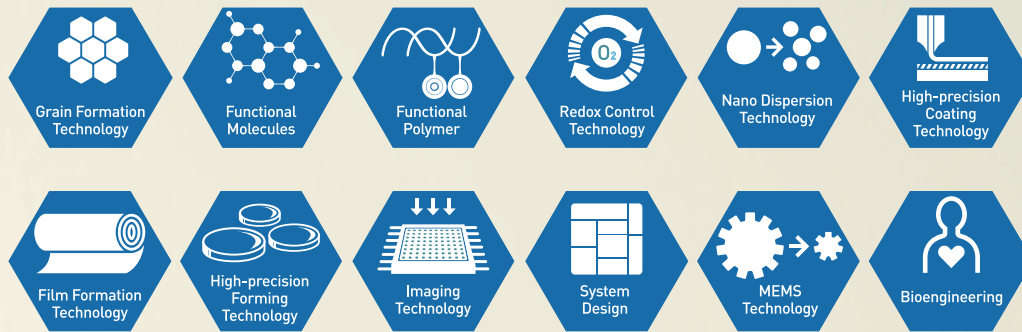 Grain Formation
Technology
Functional
Molecules
Functional
Polymer
O₂
Redox Control
Technology
Nano Dispersion
Technology
High-precision
Coating
Technology
Film Formation
Technology
High-precision
Forming
Technology
Imaging
Technology
System
Design
MEMS
Technology
Bioengineering